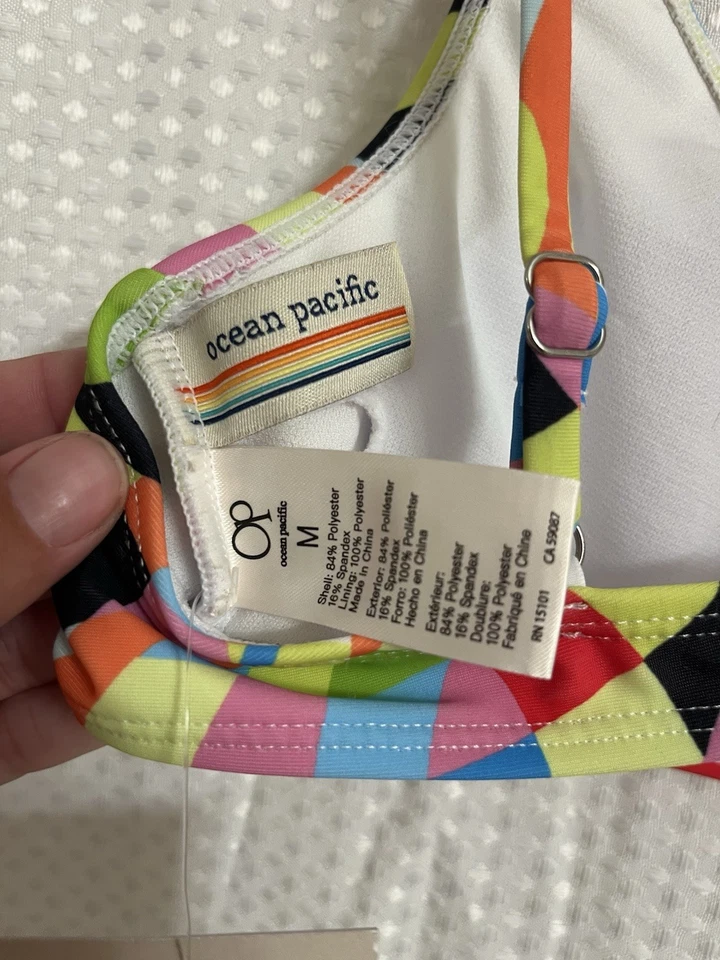 ocean pacific
OP
ocean pacific
M
Shell: 84% Polyester
16% Spandex
Lining: 100% Polyester
Made in China
Exterior: 84% Poliéster
16% Spandex
Forro: 100% Poliéster
Hecho en China
Extérieur:
84% Polyester
16% Spandex
Doublure:
100% Polyester
Fabriqué en Chine
RN 15101 CA 59087